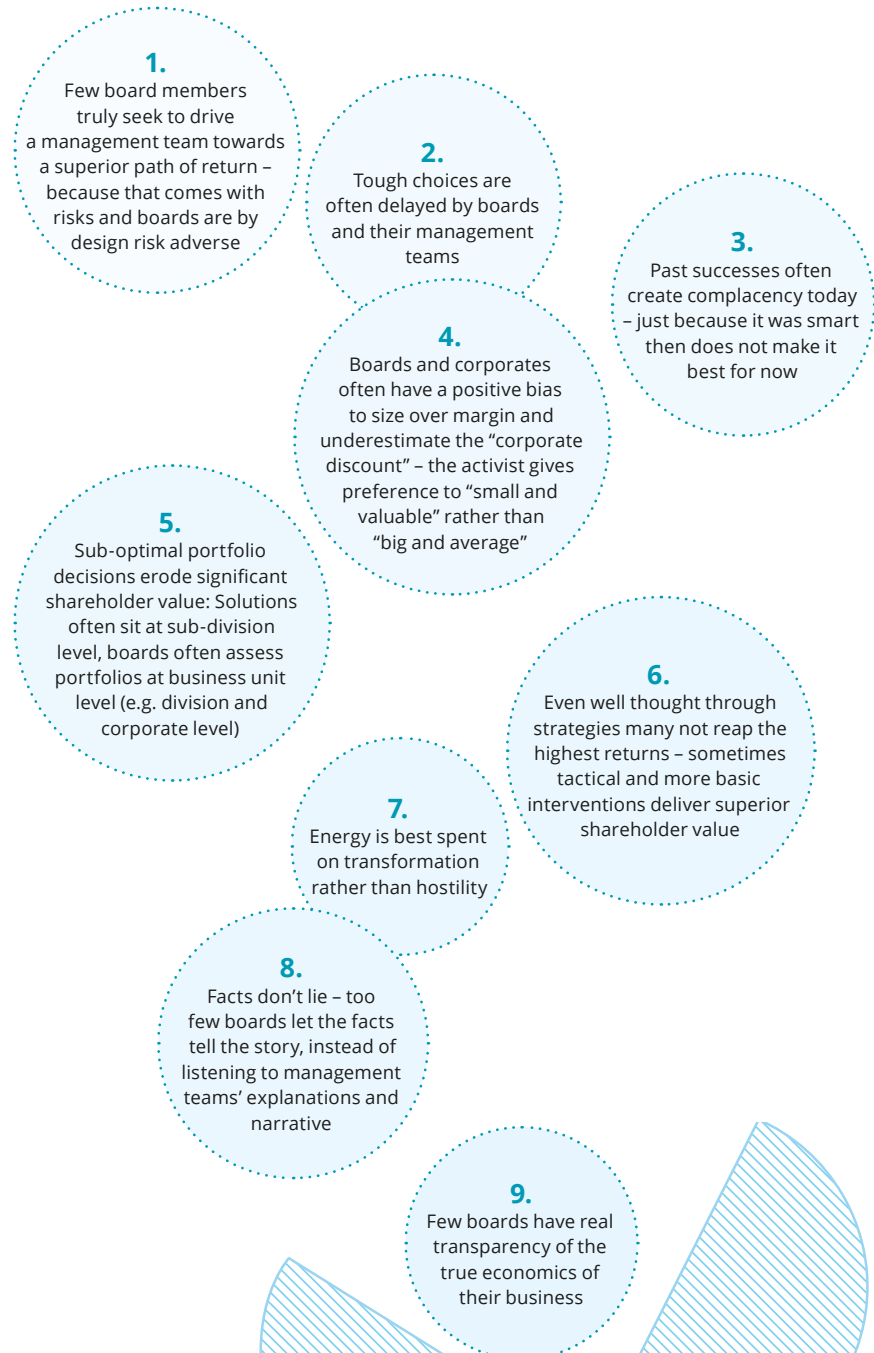 1.
Few board members
truly seek to drive
a management team towards
a superior path of return –
because that comes with
risks and boards are by
design risk adverse
2.
Tough choices are
often delayed by boards
and their management
teams
3.
Past successes often
create complacency today
– just because it was smart
then does not make it
best for now
4.
Boards and corporates
often have a positive bias
to size over margin and
underestimate the “corporate
discount” – the activist gives
preference to “small and
valuable” rather than
“big and average”
5.
Sub-optimal portfolio
decisions erode significant
shareholder value: Solutions
often sit at sub-division
level, boards often assess
portfolios at business unit
level (e.g. division and
corporate level)
6.
Even well thought through
strategies many not reap the
highest returns – sometimes
tactical and more basic
interventions deliver superior
shareholder value
7.
Energy is best spent
on transformation
rather than hostility
8.
Facts don’t lie – too
few boards let the facts
tell the story, instead of
listening to management
teams’ explanations and
narrative
9.
Few boards have real
transparency of the
true economics of
their business